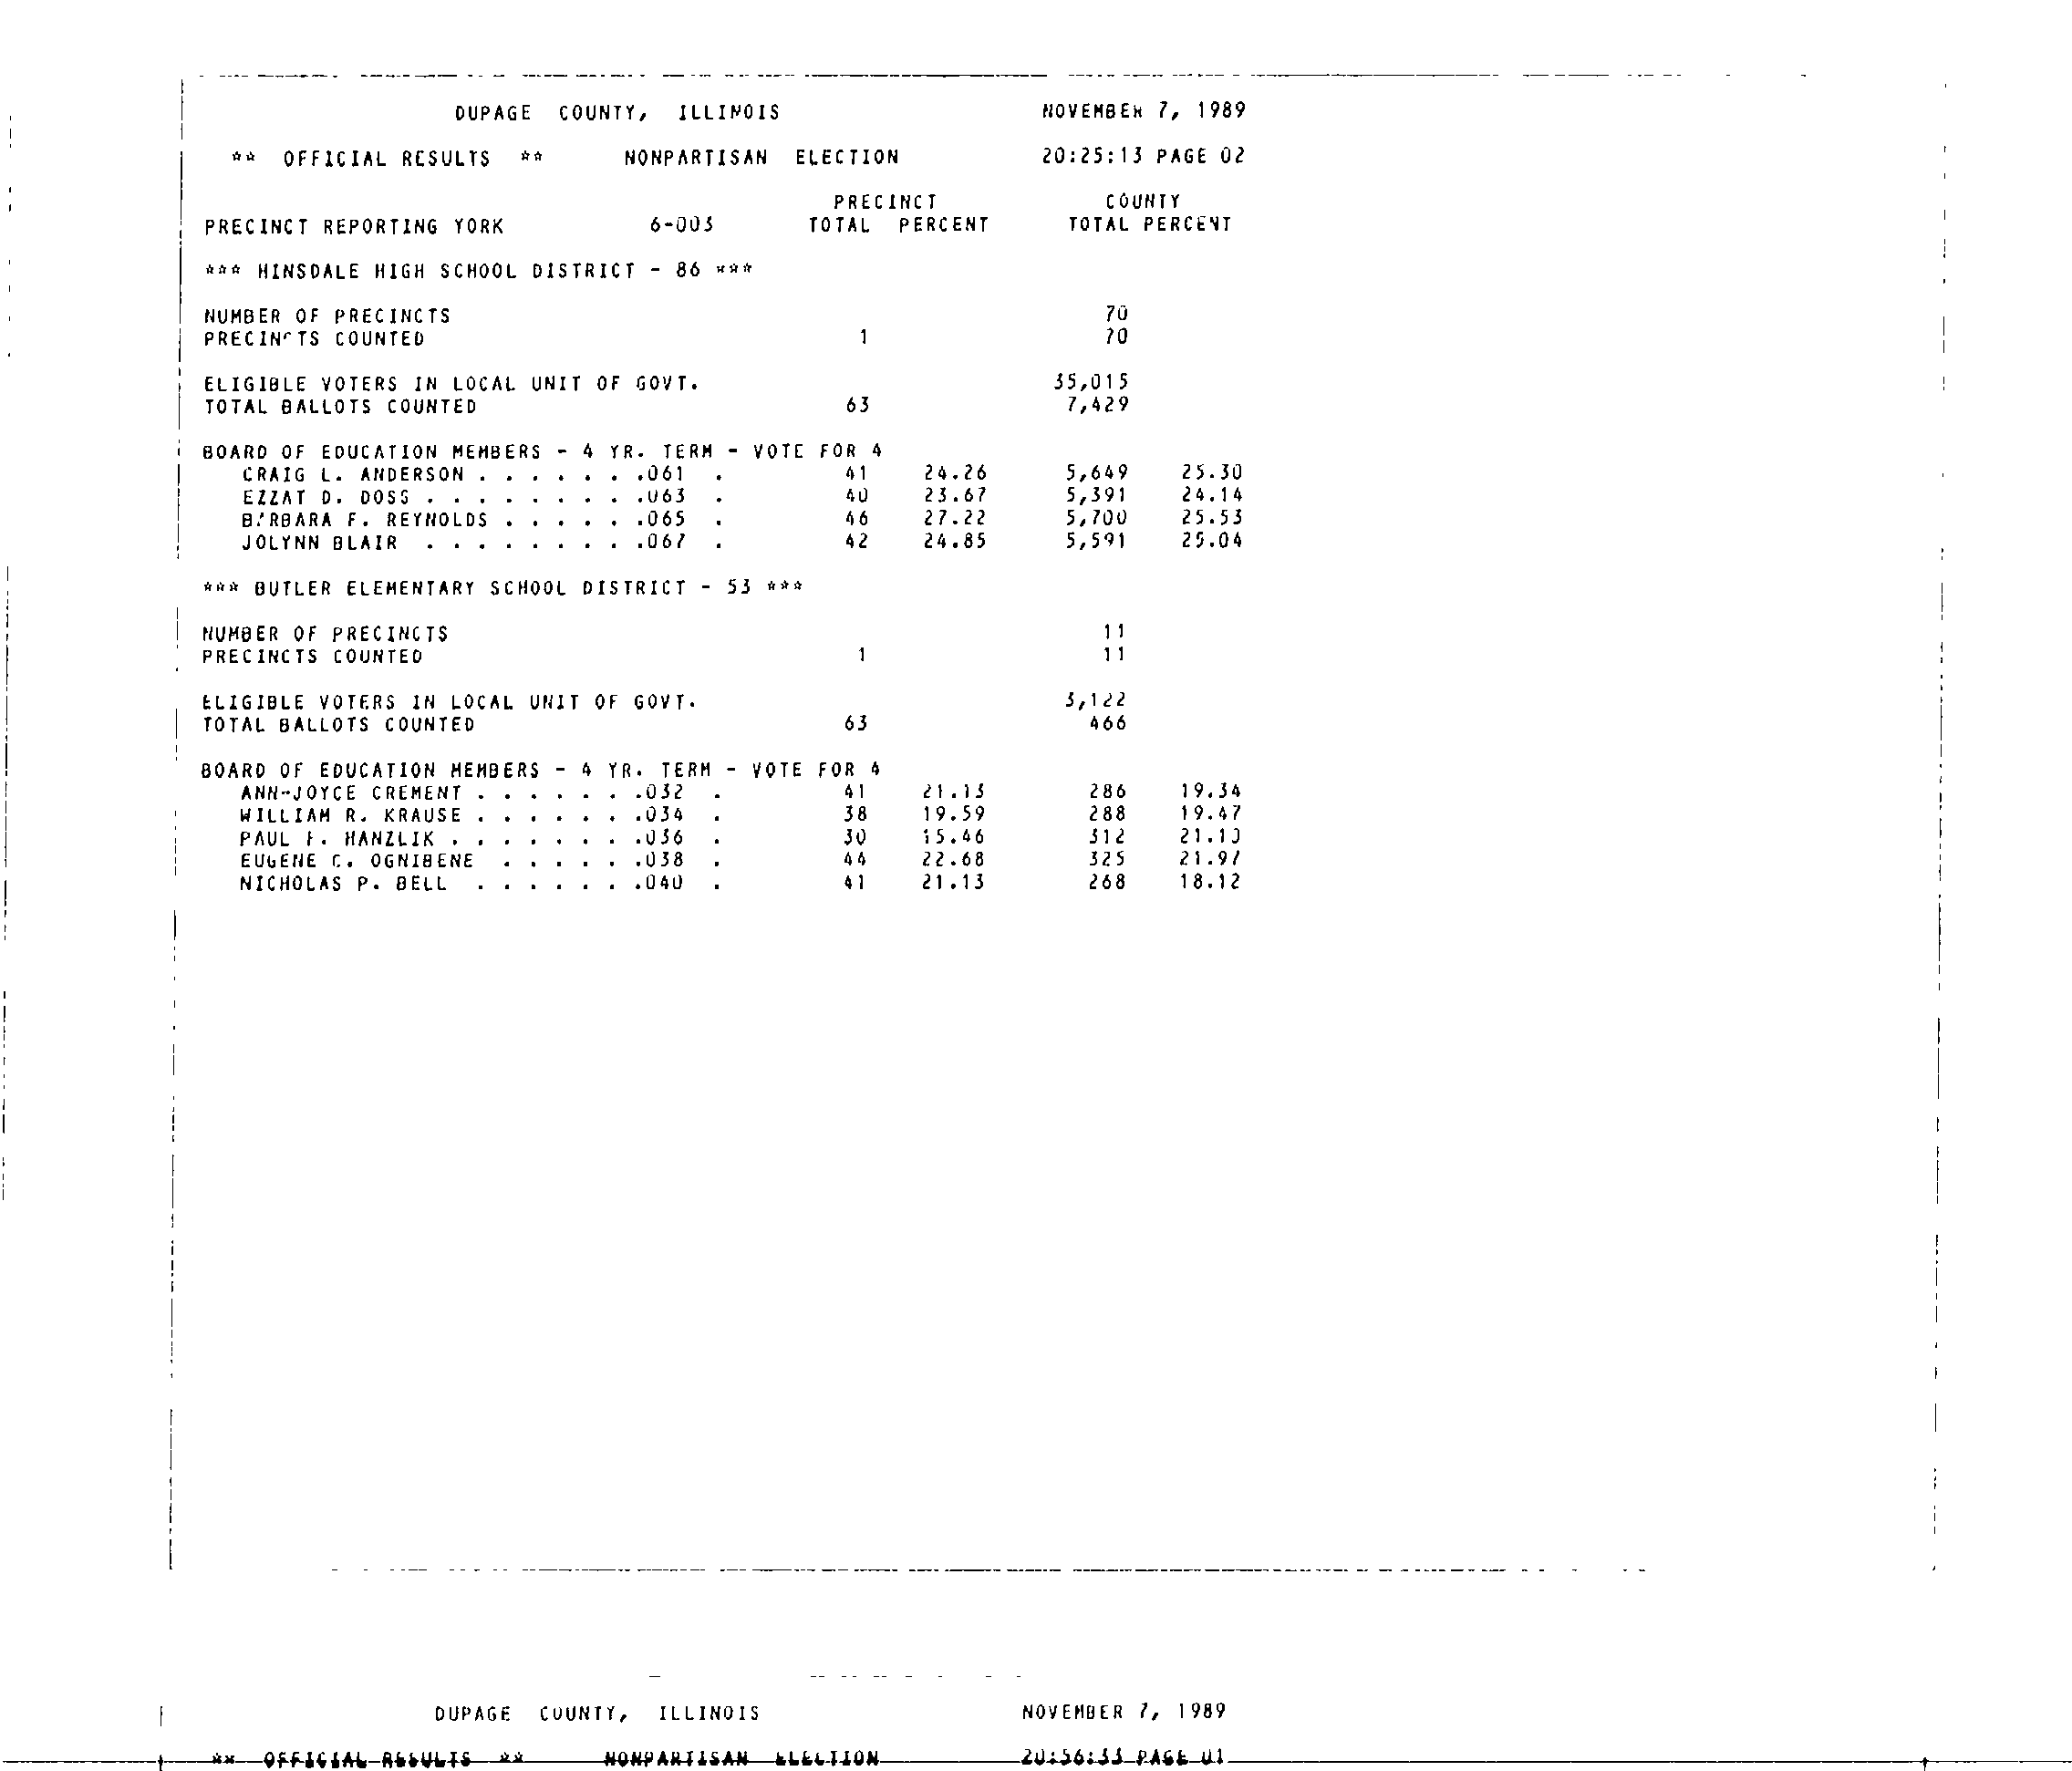 DUPAGE COUNTY, ILLINOIS NOVEMBER 7, 1989
** OFFICIAL RESULTS ** NONPARTISAN ELECTION 20:25:13 PAGE 02
PRECINCT COUNTY
PRECINCT REPORTING YORK 6-003 TOTAL PERCENT TOTAL PERCENT
*** HINSDALE HIGH SCHOOL DISTRICT - 86 ***
NUMBER OF PRECINCTS 70
PRECINCTS COUNTED 1 70
ELIGIBLE VOTERS IN LOCAL UNIT OF GOVT. 35,015
TOTAL BALLOTS COUNTED 63 7,429
BOARD OF EDUCATION MEMBERS - 4 YR. TERM - VOTE FOR 4
CRAIG L. ANDERSON . . . . . . .061 . 41 24.26 5,649 25.30
EZZAT D. DOSS . . . . . . . . .063 . 40 23.67 5,391 24.14
BARBARA F. REYNOLDS . . . . . .065 . 46 27.22 5,700 25.53
JOLYNN BLAIR . . . . . . . . .067 . 42 24.85 5,591 25.04
*** BUTLER ELEMENTARY SCHOOL DISTRICT - 53 ***
NUMBER OF PRECINCTS 11
PRECINCTS COUNTED 1 11
ELIGIBLE VOTERS IN LOCAL UNIT OF GOVT. 3,122
TOTAL BALLOTS COUNTED 63 466
BOARD OF EDUCATION MEMBERS - 4 YR. TERM - VOTE FOR 4
ANN-JOYCE CREMENT . . . . . . .032 . 41 21.13 286 19.34
WILLIAM R. KRAUSE . . . . . . .034 . 38 19.59 288 19.47
PAUL F. HANZLIK . . . . . . . .036 . 30 15.46 312 21.10
EUGENE C. OGNIBENE . . . . . .038 . 44 22.68 325 21.97
NICHOLAS P. BELL . . . . . . .040 . 41 21.13 268 18.12
DUPAGE COUNTY, ILLINOIS NOVEMBER 7, 1989
** OFFICIAL RESULTS ** NONPARTISAN ELECTION 20:56:33 PAGE 01